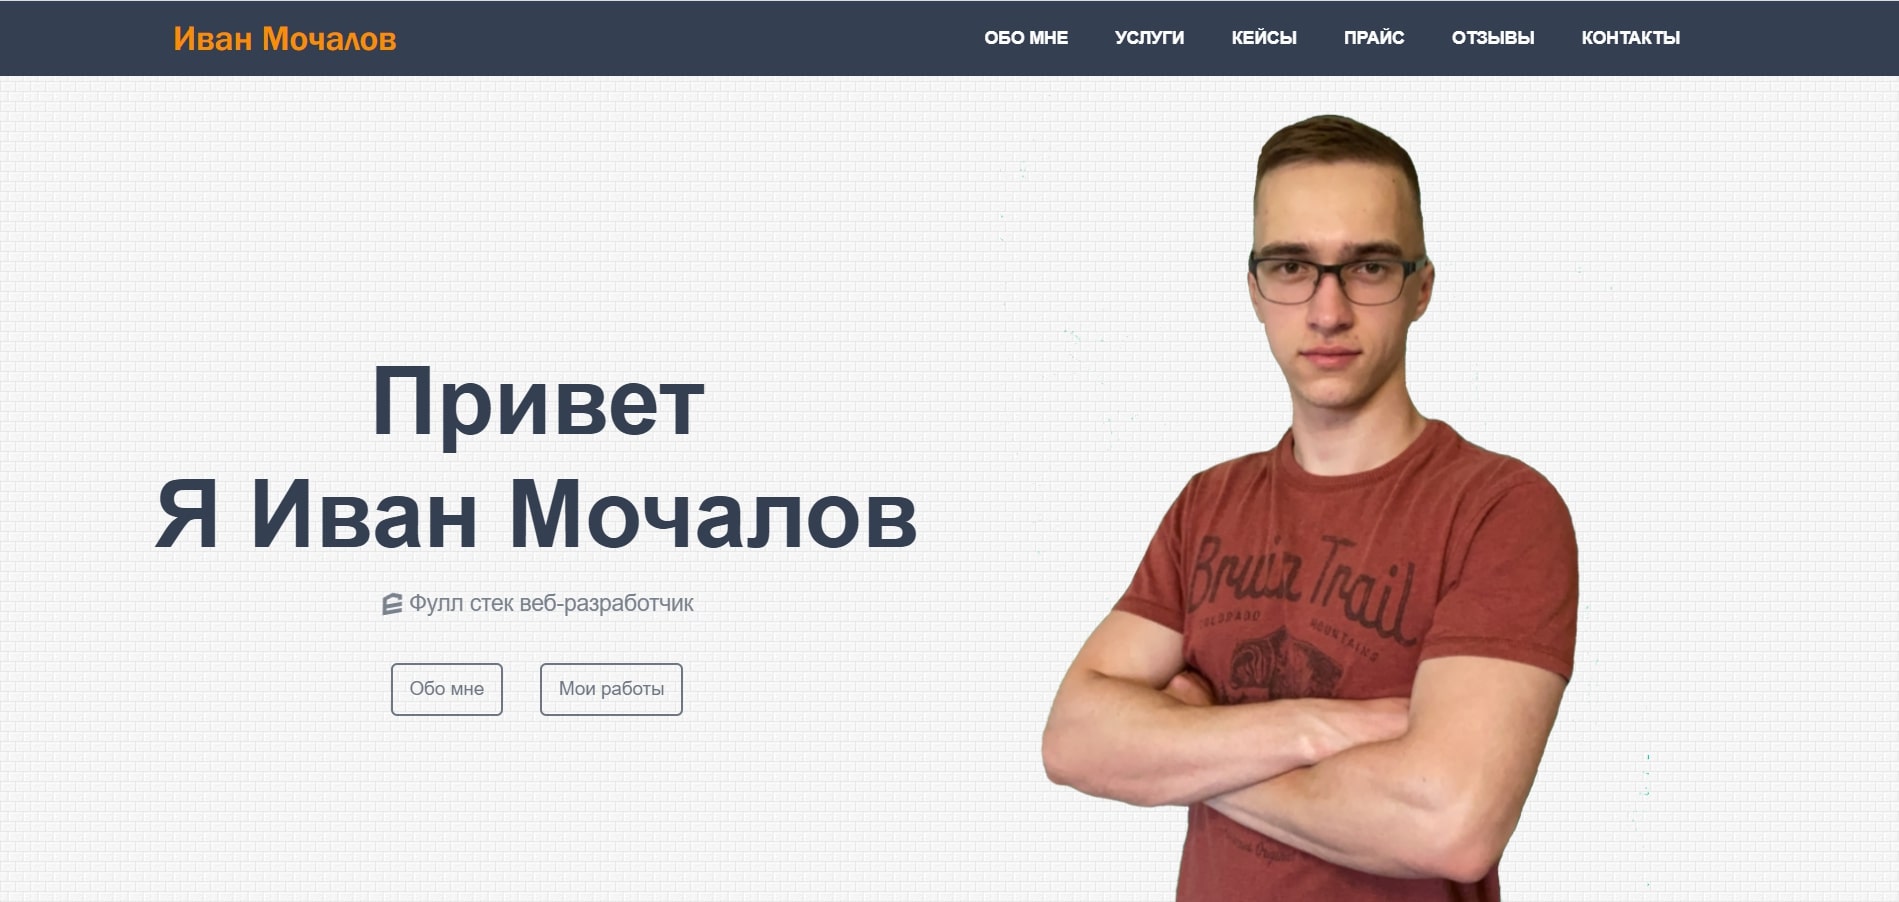 Иван Мочалов
ОБО МНЕ УСЛУГИ КЕЙСЫ ПРАЙС ОТЗЫВЫ КОНТАКТЫ
Привет
Я Иван Мочалов
Фулл стек веб-разработчик
Обо мне Мои работы
Bruin Trail
COLORADO MOUNTAINS